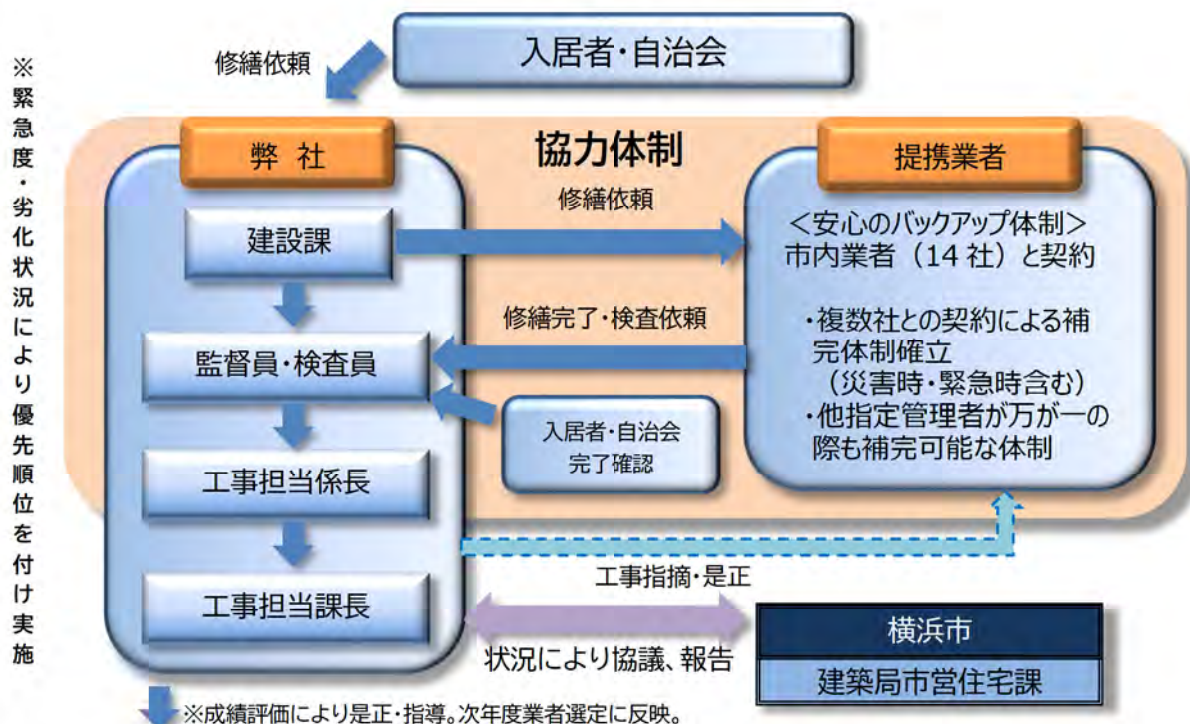 ※緊急度・劣化状況により優先順位を付け実施
入居者・自治会
修繕依頼
協力体制
弊 社
建設課
監督員・検査員
工事担当係長
工事担当課長
修繕依頼
修繕完了・検査依頼
入居者・自治会
完了確認
提携業者
<安心のバックアップ体制>
市内業者（14 社）と契約
・複数社との契約による補
完体制確立
（災害時・緊急時含む）
・他指定管理者が万が一の
際も補完可能な体制
工事指摘・是正
状況により協議、報告
横浜市
建築局市営住宅課
※成績評価により是正・指導。次年度業者選定に反映。